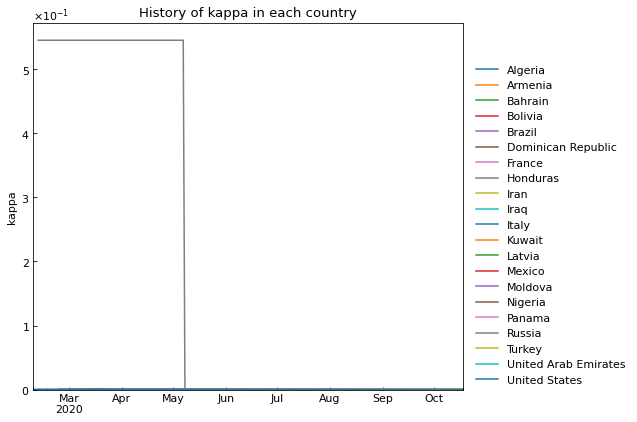 History of kappa in each country
×10⁻¹
5
4
3
2
1
0
kappa
Mar Apr May Jun Jul Aug Sep Oct
2020
Algeria
Armenia
Bahrain
Bolivia
Brazil
Dominican Republic
France
Honduras
Iran
Iraq
Italy
Kuwait
Latvia
Mexico
Moldova
Nigeria
Panama
Russia
Turkey
United Arab Emirates
United States